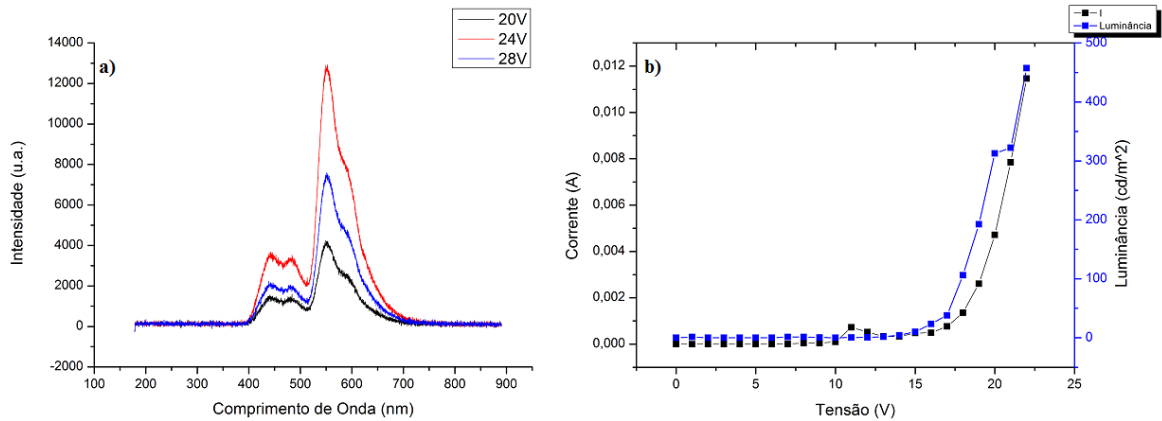 20V
24V
28V
a)
14000
12000
10000
8000
6000
4000
2000
0
-2000
Intensidade (u.a.)
100 200 300 400 500 600 700 800 900
Comprimento de Onda (nm)
I
Luminância
b)
0,012
0,010
0,008
0,006
0,004
0,002
0,000
Corrente (A)
500
400
300
200
100
0
Luminância (cd/m^2)
0 5 10 15 20 25
Tensão (V)